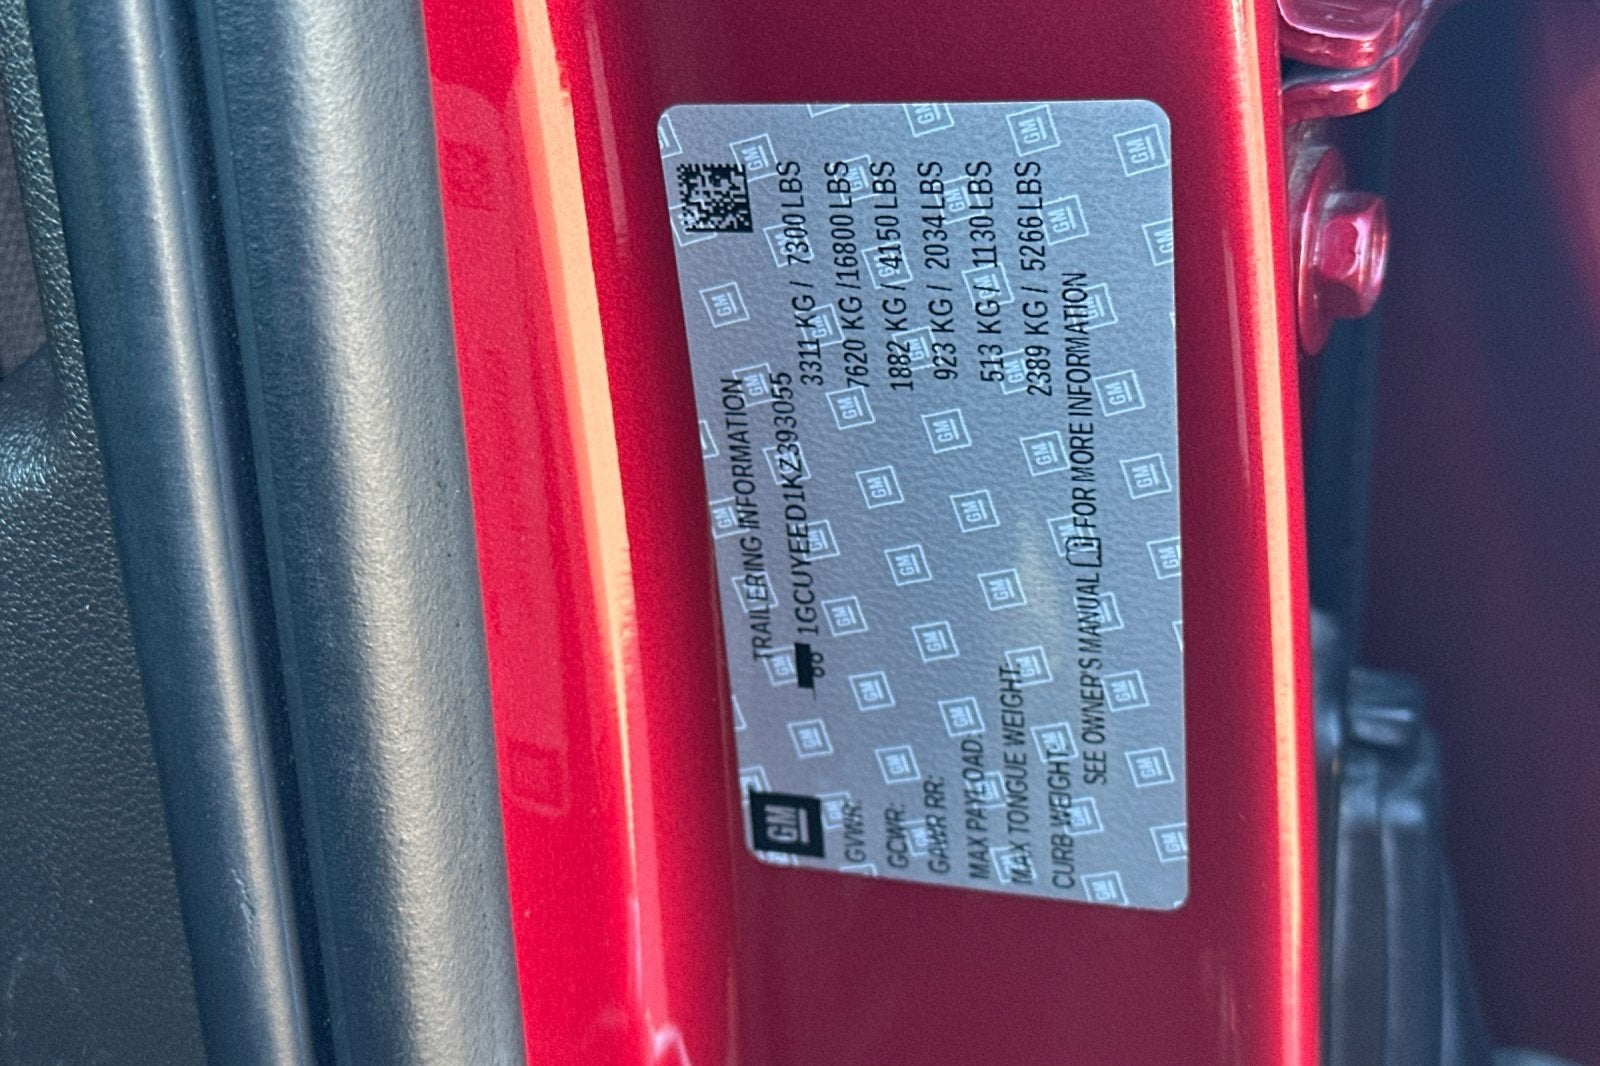 TRAILERING INFORMATION
GM 1GCUYEED1KZ393055
GVWR: 3311 KG / 7300 LBS
GCWR: 7620 KG / 16800 LBS
GAWR RR: 1882 KG / 4150 LBS
MAX PAYLOAD: 923 KG / 2034 LBS
MAX TONGUE WEIGHT: 513 KG / 1130 LBS
CURB WEIGHT: 2389 KG / 5266 LBS
SEE OWNER'S MANUAL FOR MORE INFORMATION